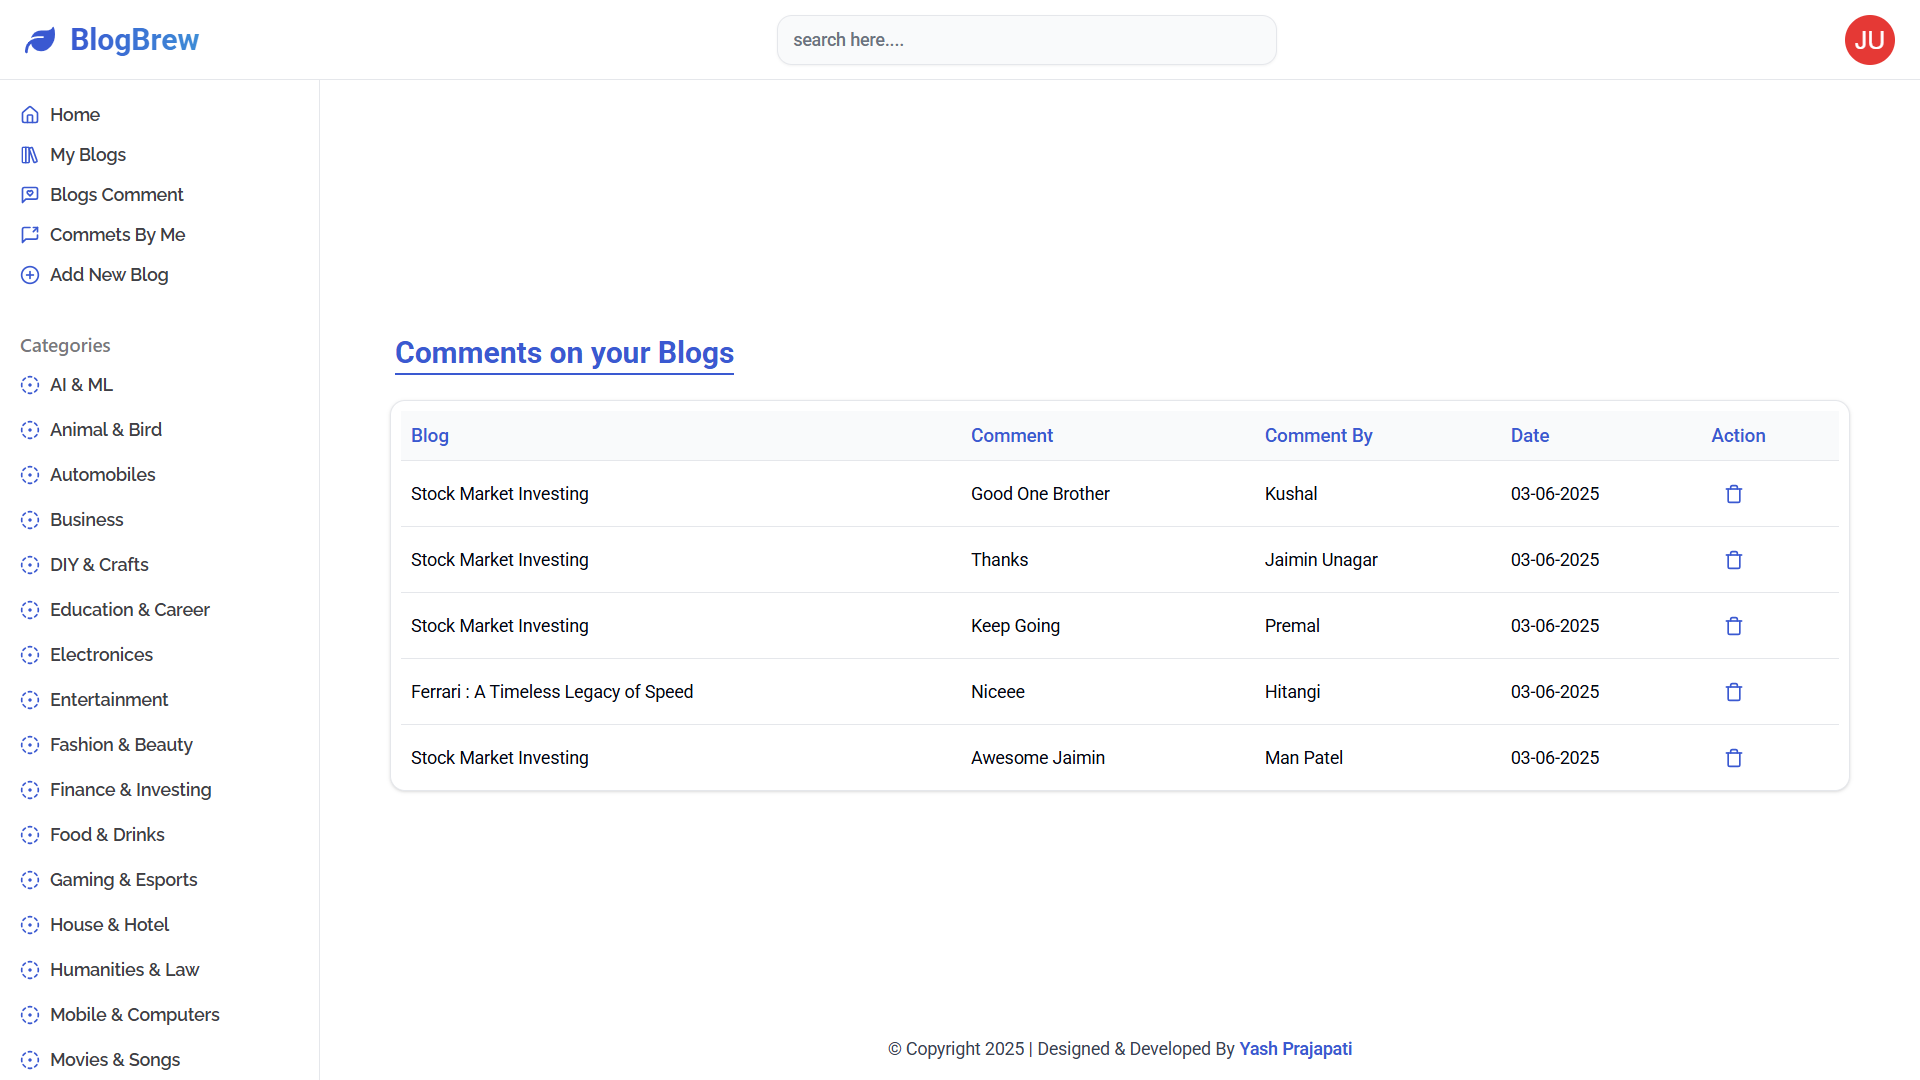 BlogBrew
search here....
JU
Home
My Blogs
Blogs Comment
Commets By Me
Add New Blog
Categories
AI & ML
Animal & Bird
Automobiles
Business
DIY & Crafts
Education & Career
Electronices
Entertainment
Fashion & Beauty
Finance & Investing
Food & Drinks
Gaming & Esports
House & Hotel
Humanities & Law
Mobile & Computers
Movies & Songs
Comments on your Blogs
Blog Comment Comment By Date Action
Stock Market Investing Good One Brother Kushal 03-06-2025
Stock Market Investing Thanks Jaimin Unagar 03-06-2025
Stock Market Investing Keep Going Premal 03-06-2025
Ferrari : A Timeless Legacy of Speed Niceee Hitangi 03-06-2025
Stock Market Investing Awesome Jaimin Man Patel 03-06-2025
© Copyright 2025 | Designed & Developed By Yash Prajapati